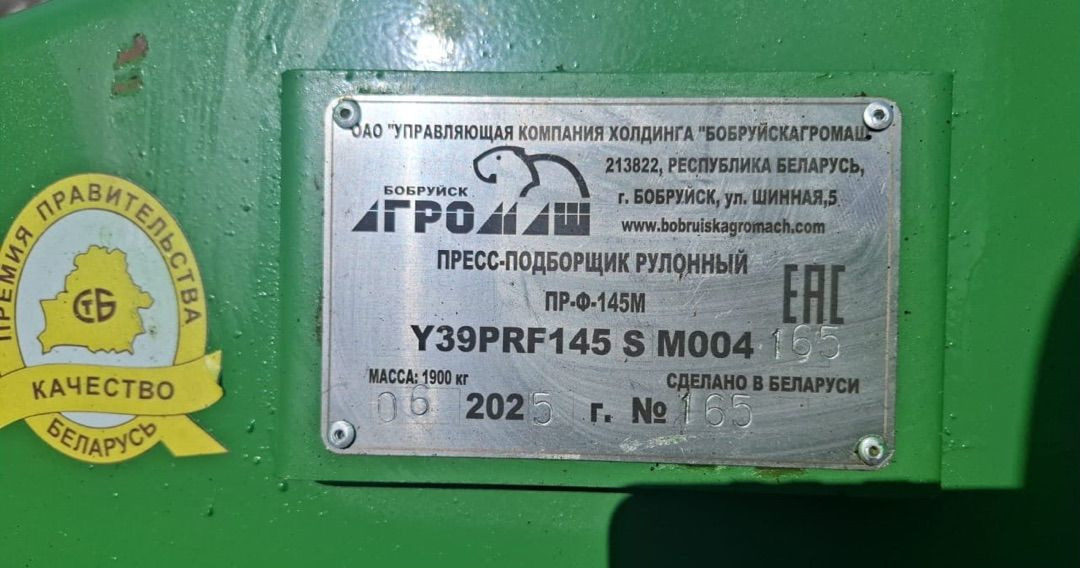 ПРЕМИЯ ПРАВИТЕЛЬСТВА
СТБ
КАЧЕСТВО
БЕЛАРУСЬ
ОАО "УПРАВЛЯЮЩАЯ КОМПАНИЯ ХОЛДИНГА "БОБРУЙСКАГРОМАШ
213822, РЕСПУБЛИКА БЕЛАРУСЬ,
г. БОБРУЙСК, ул. ШИННАЯ,5
www.bobruiskagromach.com
БОБРУЙСК
АГРОМАШ
ПРЕСС-ПОДБОРЩИК РУЛОННЫЙ
ПР-Ф-145М
EAC
Y39PRF145 S M004 165
МАССА: 1900 кг
СДЕЛАНО В БЕЛАРУСИ
06 2025 г. № 165